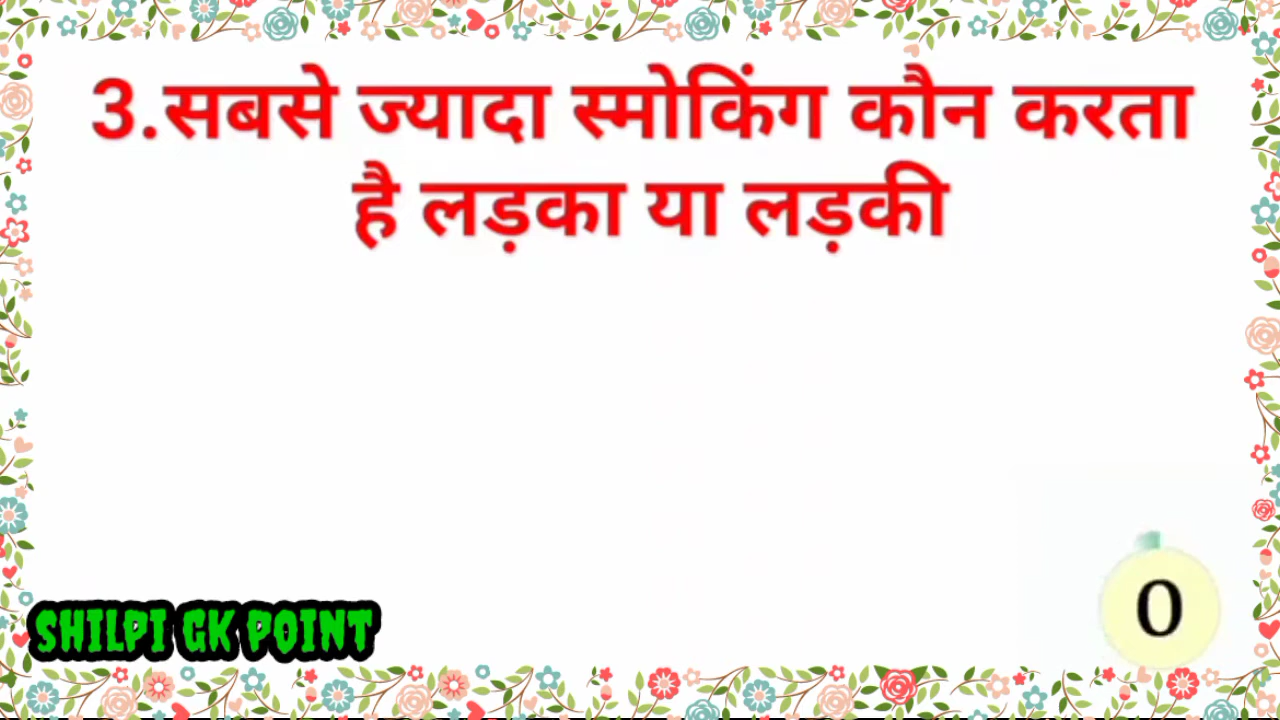 3.सबसे ज्यादा स्मोकिंग कौन करता
है लड़का या लड़की
SHILPI GK POINT
0